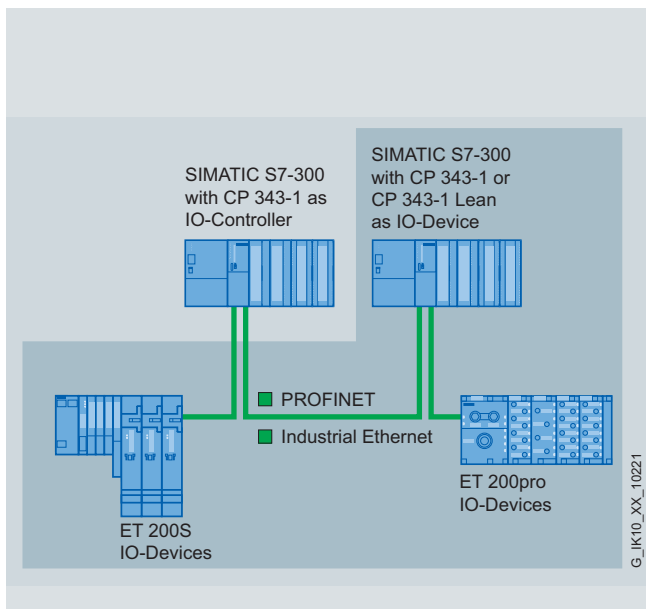 SIMATIC S7-300
with CP 343-1 as
IO-Controller
SIMATIC S7-300
with CP 343-1 or
CP 343-1 Lean
as IO-Device
PROFINET
Industrial Ethernet
ET 200S
IO-Devices
ET 200pro
IO-Devices
G_IK10_XX_10221